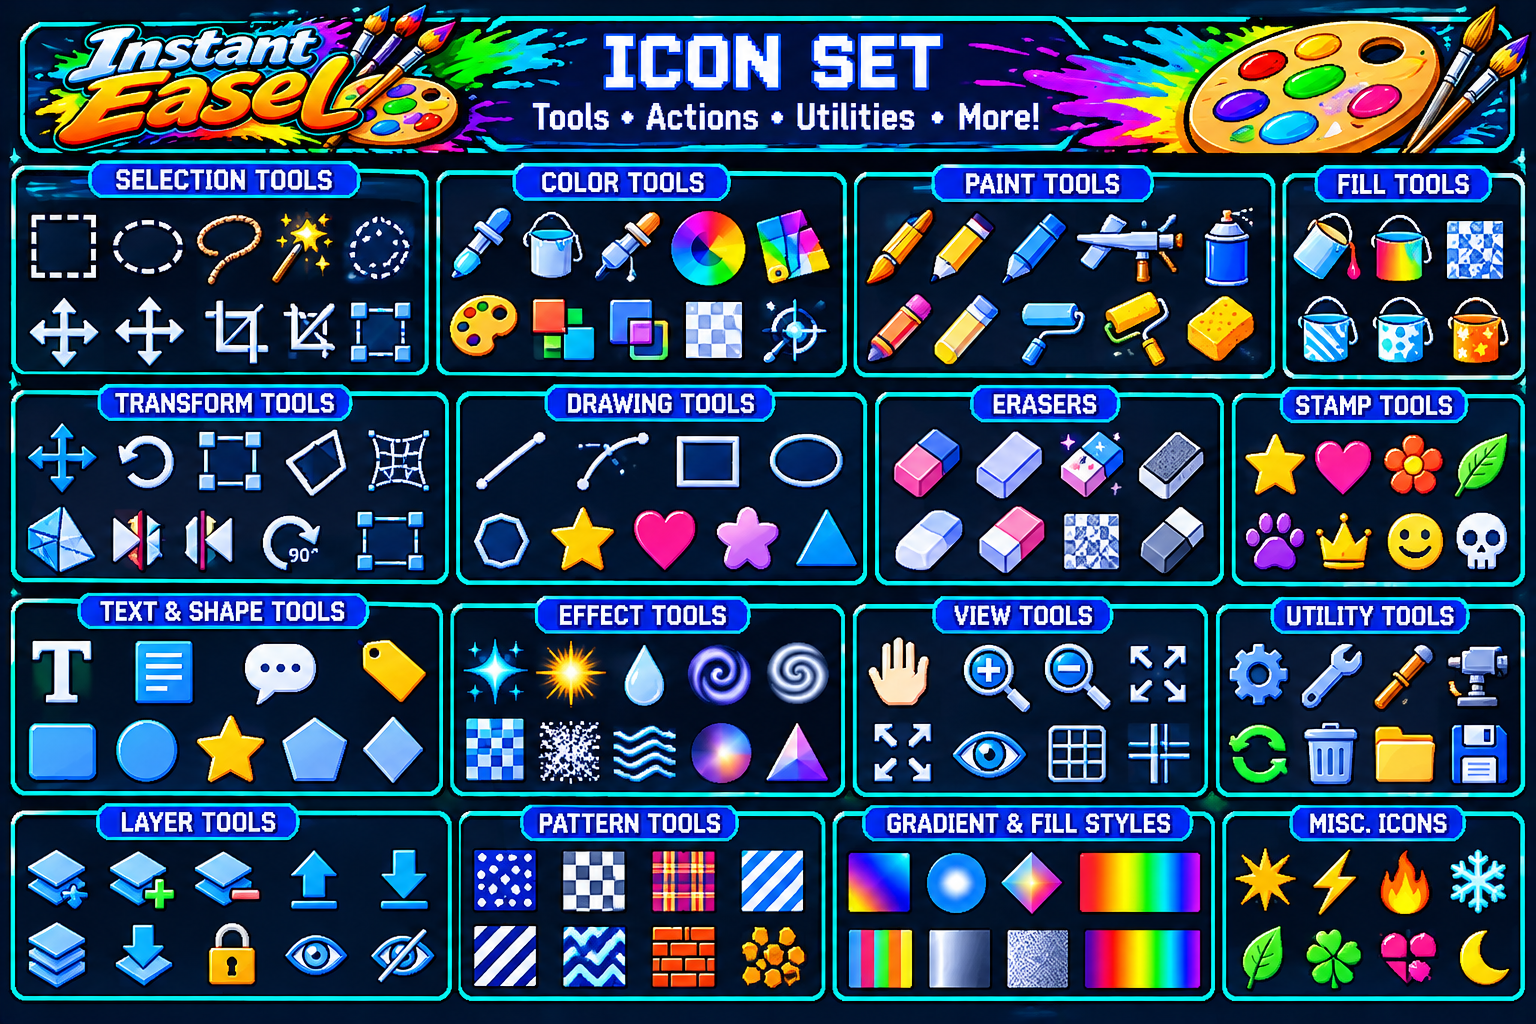 Instant
Easel
ICON SET
Tools • Actions • Utilities • More!
SELECTION TOOLS
COLOR TOOLS
PAINT TOOLS
FILL TOOLS
TRANSFORM TOOLS
90°
DRAWING TOOLS
ERASERS
STAMP TOOLS
TEXT & SHAPE TOOLS
T
EFFECT TOOLS
VIEW TOOLS
UTILITY TOOLS
LAYER TOOLS
PATTERN TOOLS
GRADIENT & FILL STYLES
MISC. ICONS